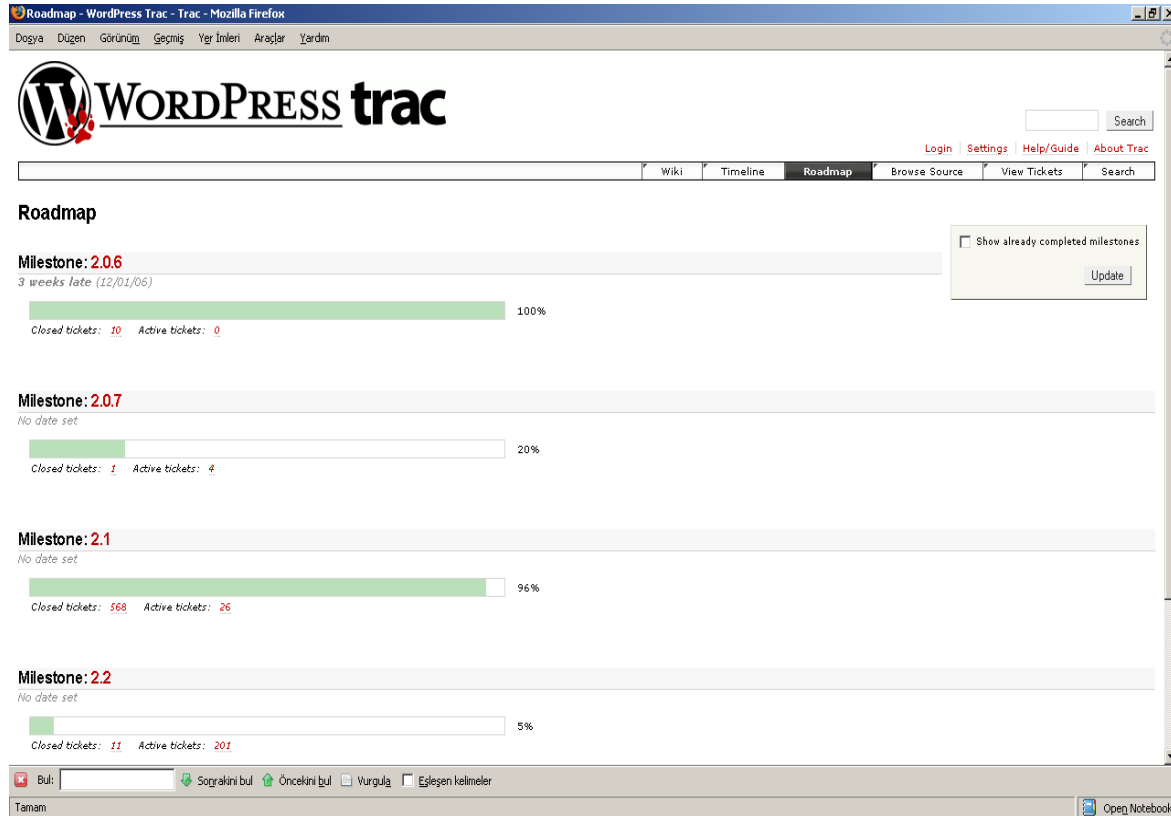 Roadmap - WordPress Trac - Trac - Mozilla Firefox
Dosya Düzen Görünüm Geçmiş Yer İmleri Araçlar Yardım
WORDPRESS trac
Search
Login Settings Help/Guide About Trac
Wiki Timeline Roadmap Browse Source View Tickets Search
Roadmap
Show already completed milestones
Update
Milestone: 2.0.6
3 weeks late (12/01/06)
100%
Closed tickets: 10 Active tickets: 0
Milestone: 2.0.7
No date set
20%
Closed tickets: 1 Active tickets: 4
Milestone: 2.1
No date set
96%
Closed tickets: 568 Active tickets: 26
Milestone: 2.2
No date set
5%
Closed tickets: 11 Active tickets: 201
Bul: Sonrakini bul Öncekini bul Vurgula Eşleşen kelimeler
Tamam Open Notebook